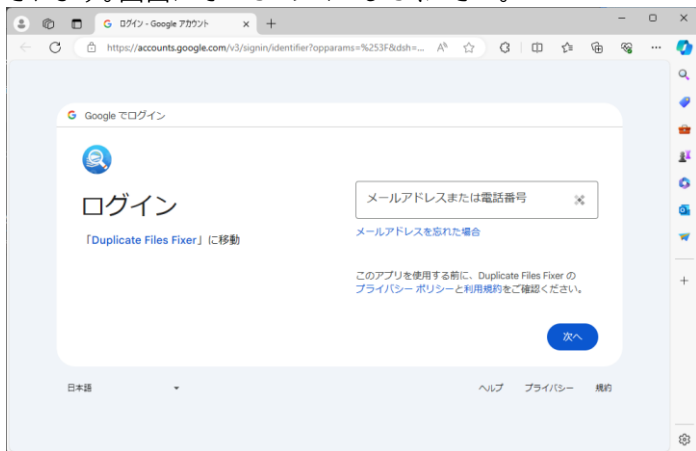 ログイン - Google アカウント
https://accounts.google.com/v3/signin/identifier?opparams=%253F&dsh=...
Google でログイン
ログイン
「Duplicate Files Fixer」に移動
メールアドレスまたは電話番号
メールアドレスを忘れた場合
このアプリを使用する前に、Duplicate Files Fixer の
プライバシー ポリシーと利用規約をご確認ください。
次へ
日本語
ヘルプ プライバシー 規約